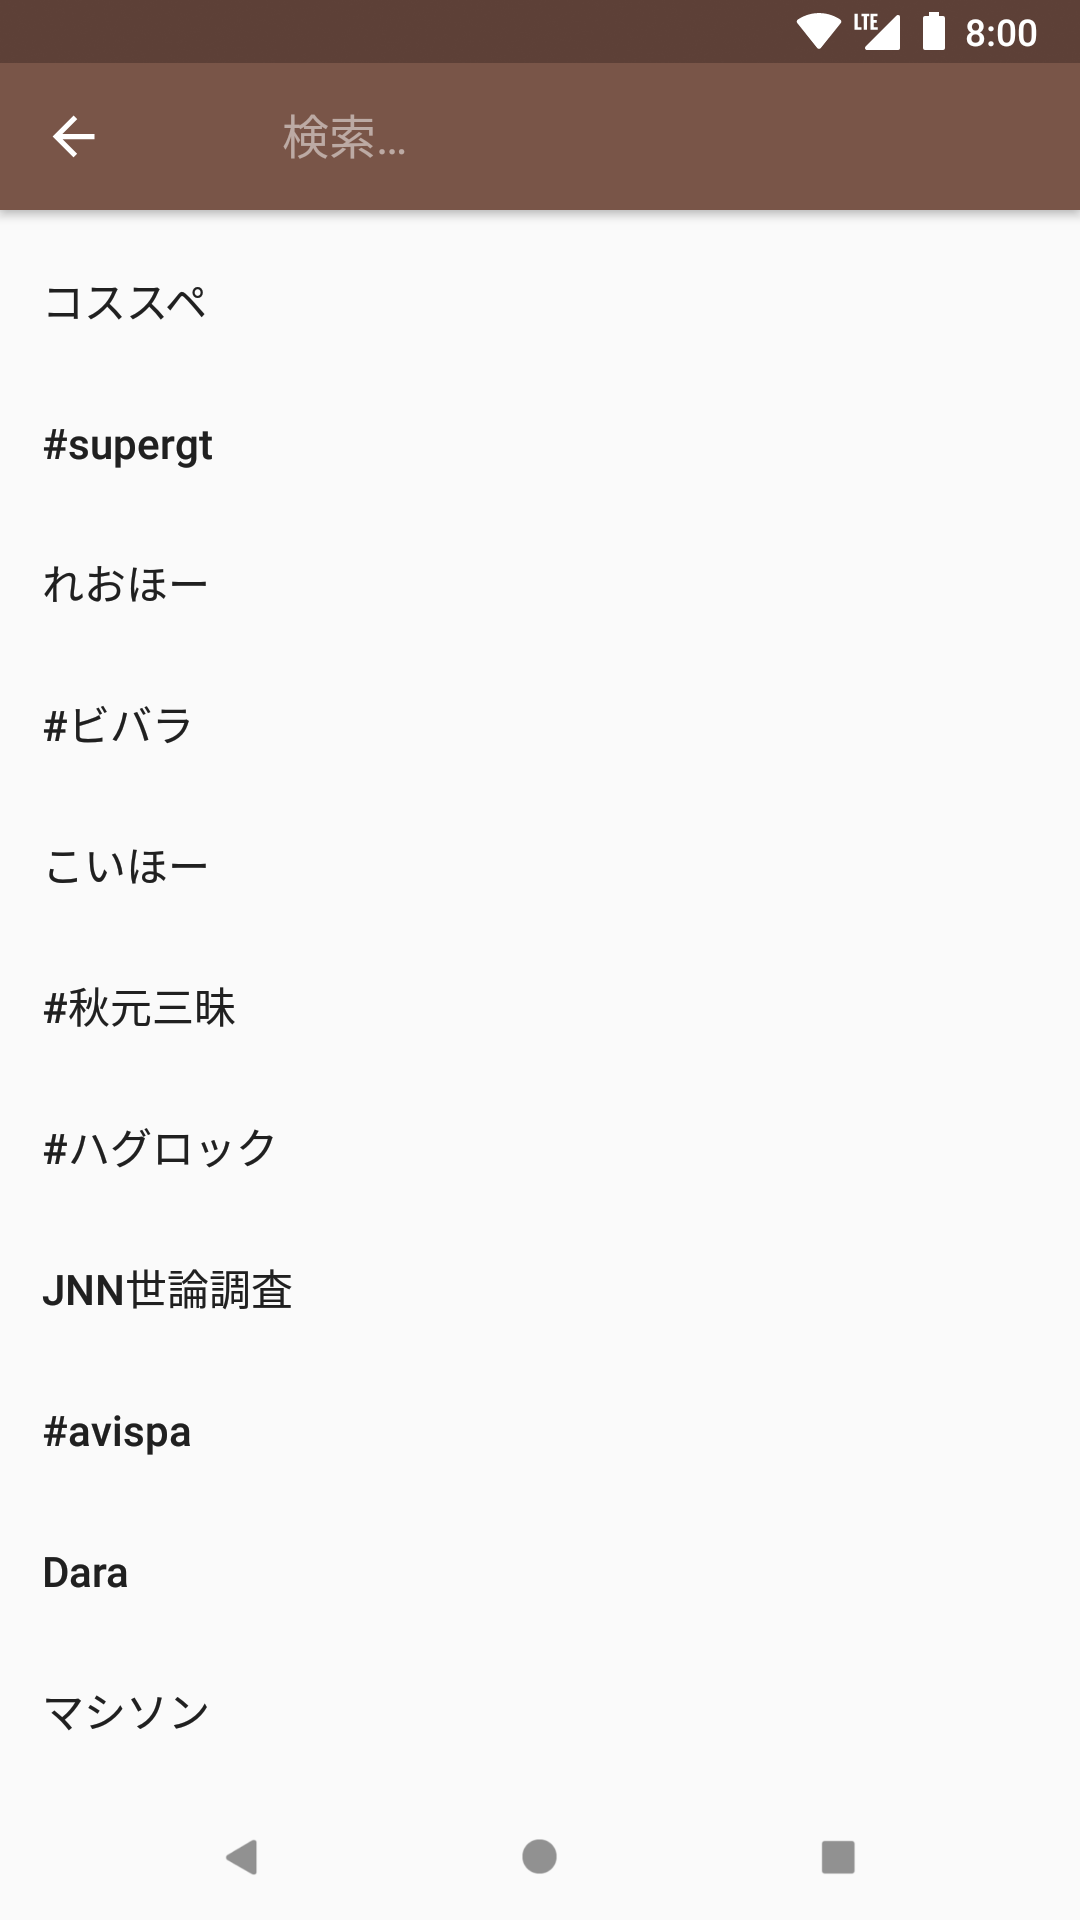 LTE 8:00
検索...
コススペ
#supergt
れおほー
#ビバラ
こいほー
#秋元三昧
#ハグロック
JNN世論調査
#avispa
Dara
マシソン